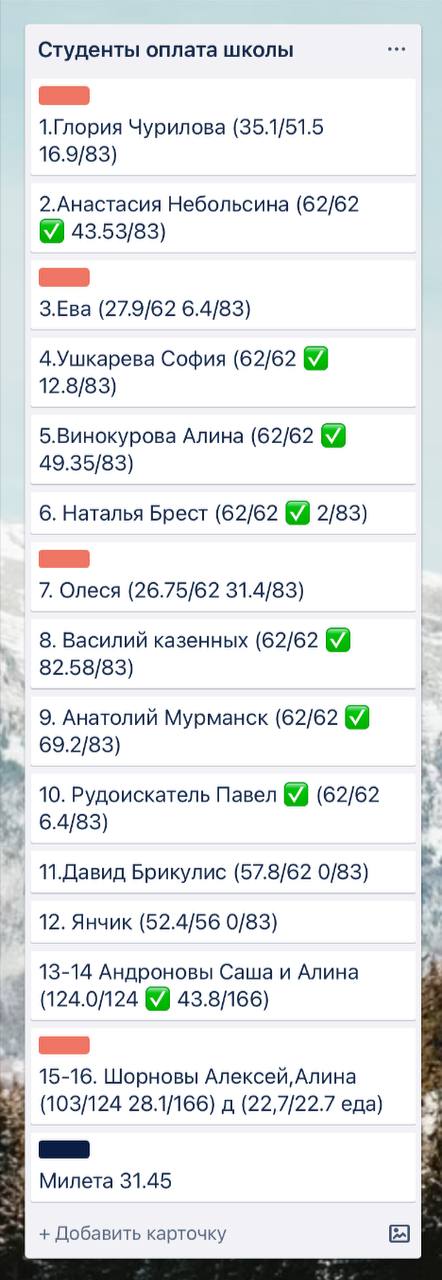 Студенты оплата школы ...
1.Глория Чурилова (35.1/51.5
16.9/83)
2.Анастасия Небольсина (62/62
✅ 43.53/83)
3.Ева (27.9/62 6.4/83)
4.Ушкарева София (62/62 ✅
12.8/83)
5.Винокурова Алина (62/62 ✅
49.35/83)
6. Наталья Брест (62/62 ✅ 2/83)
7. Олеся (26.75/62 31.4/83)
8. Василий казенных (62/62 ✅
82.58/83)
9. Анатолий Мурманск (62/62 ✅
69.2/83)
10. Рудоискатель Павел ✅ (62/62
6.4/83)
11.Давид Брикулис (57.8/62 0/83)
12. Янчик (52.4/56 0/83)
13-14 Андроновы Саша и Алина
(124.0/124 ✅ 43.8/166)
15-16. Шорновы Алексей,Алина
(103/124 28.1/166) д (22,7/22.7 еда)
Милета 31.45
+ Добавить карточку